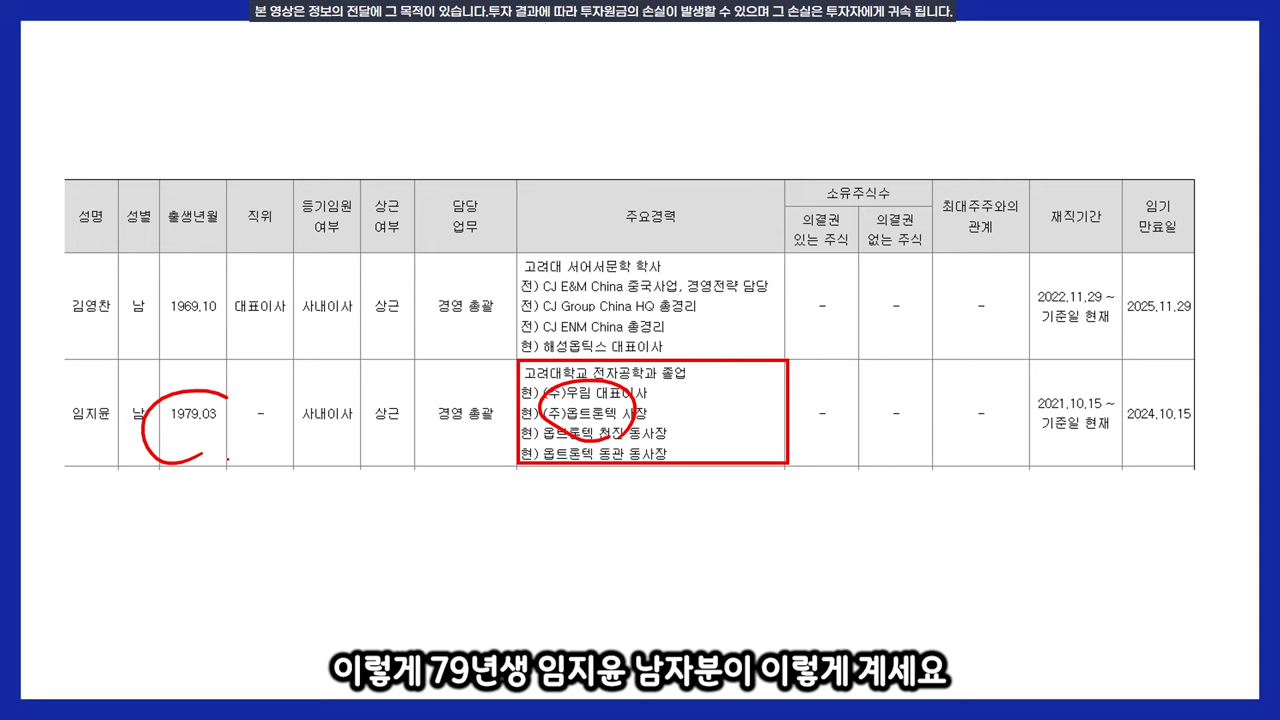 본 영상은 정보의 전달에 그 목적이 있습니다.투자 결과에 따라 투자원금의 손실이 발생할 수 있으며 그 손실은 투자자에게 귀속 됩니다.
성명 성별 출생년월 직위 등기임원 여부 상근 여부 담당 업무 주요경력 소유주식수 최대주주와의 관계 재직기간 임기 만료일
의결권 있는 주식 의결권 없는 주식
김영찬 남 1969.10 대표이사 사내이사 상근 경영 총괄
고려대 서어서문학 학사
전) CJ E&M China 중국사업, 경영전략 담당
전) CJ Group China HQ 총경리
전) CJ ENM China 총경리
현) 해성옵틱스 대표이사
- - - 2022.11.29 ~ 기준일 현재 2025.11.29
임지윤 남 1979.03 - 사내이사 상근 경영 총괄
고려대학교 전자공학과 졸업
현) (주)우림 대표이사
현) (주)옵트론텍 사장
현) 옵트론텍 천진 동사장
현) 옵트론텍 동관 동사장
- - - 2021.10.15 ~ 기준일 현재 2024.10.15
이렇게 79년생 임지윤 남자분이 이렇게 계세요